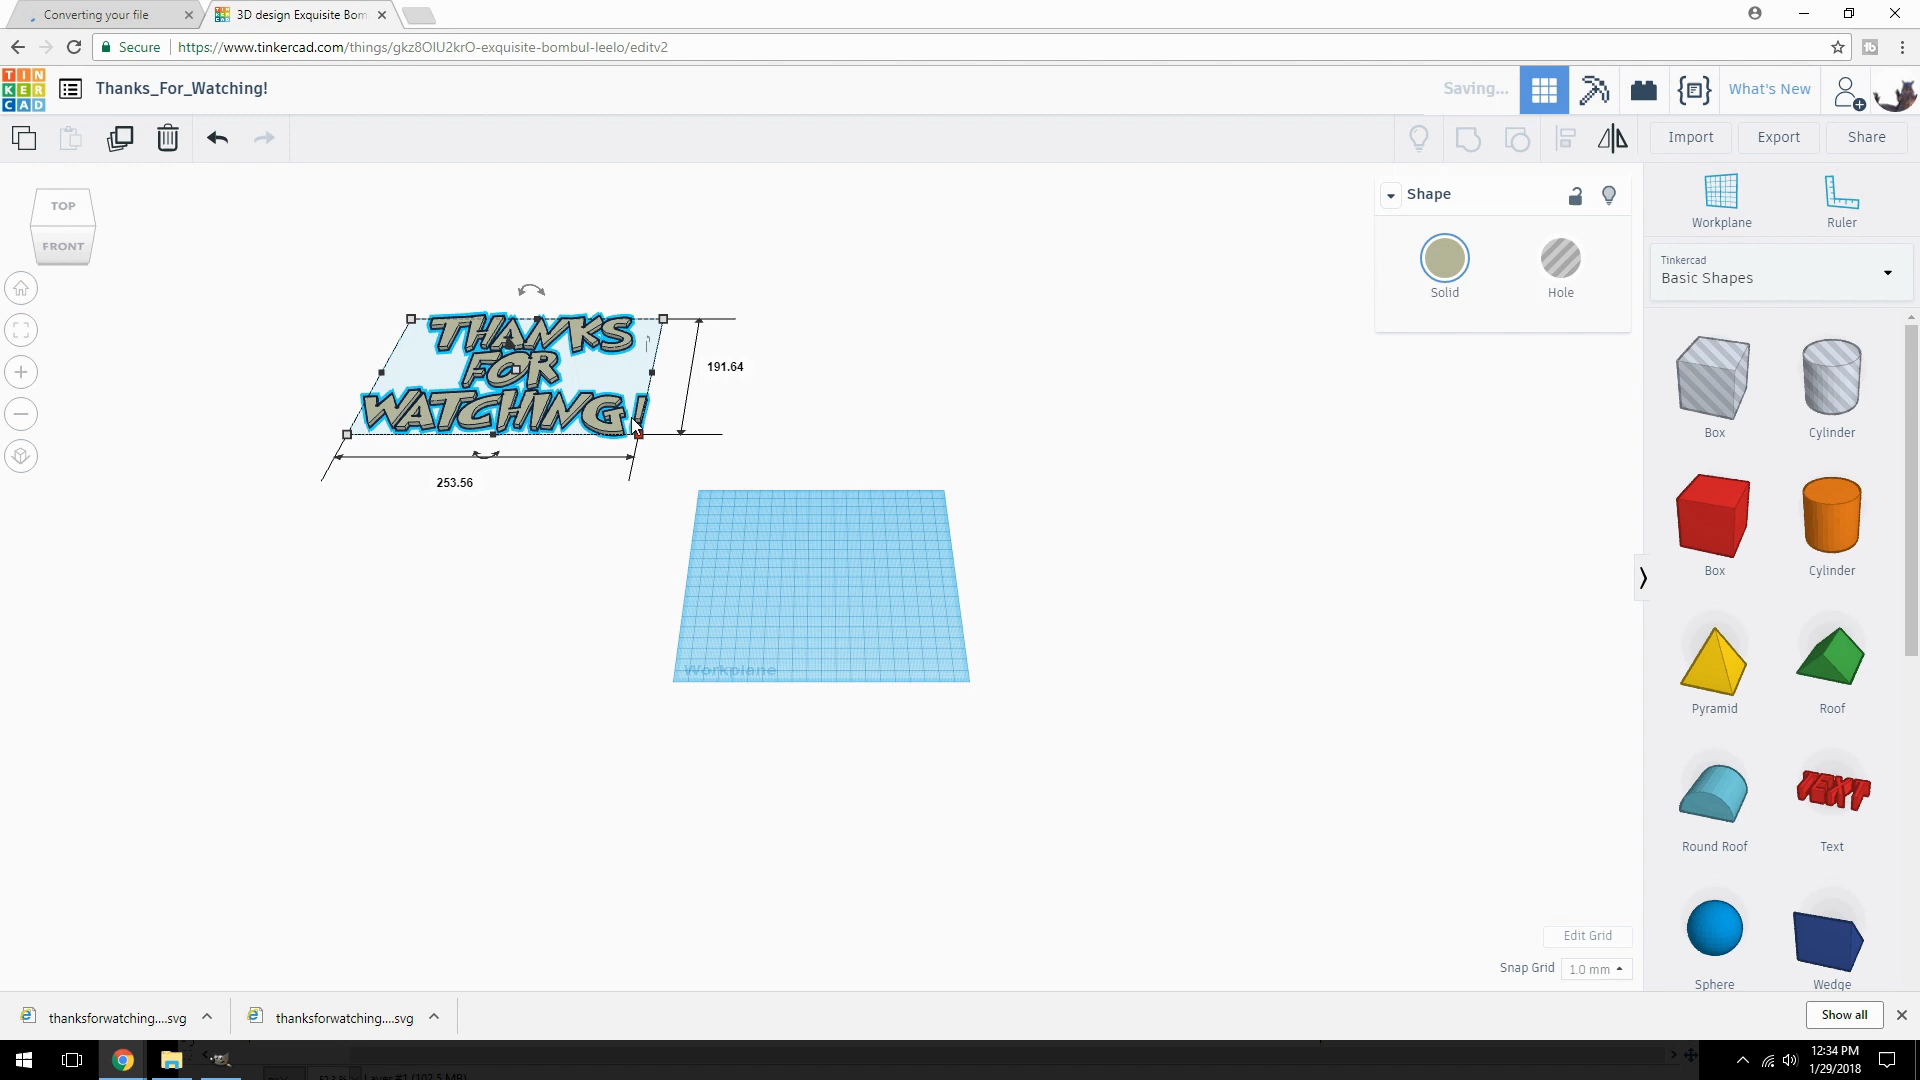 Converting your file
3D design Exquisite Bom
Secure
https://www.tinkercad.com/things/gkz8OlU2krO-exquisite-bombul-leelo/editv2
TIN
KER
CAD
Thanks_For_Watching!
Saving...
What's New
Import
Export
Share
TOP
FRONT
Shape
Solid
Hole
Workplane
Ruler
Tinkercad
Basic Shapes
THANKS
FOR
WATCHING!
191.64
253.56
Workplane
Box
Cylinder
Box
Cylinder
Pyramid
Roof
Round Roof
TEXT
Text
Sphere
Wedge
Edit Grid
Snap Grid
1.0 mm
thanksforwatching....svg
thanksforwatching....svg
Show all
12:34 PM
1/29/2018